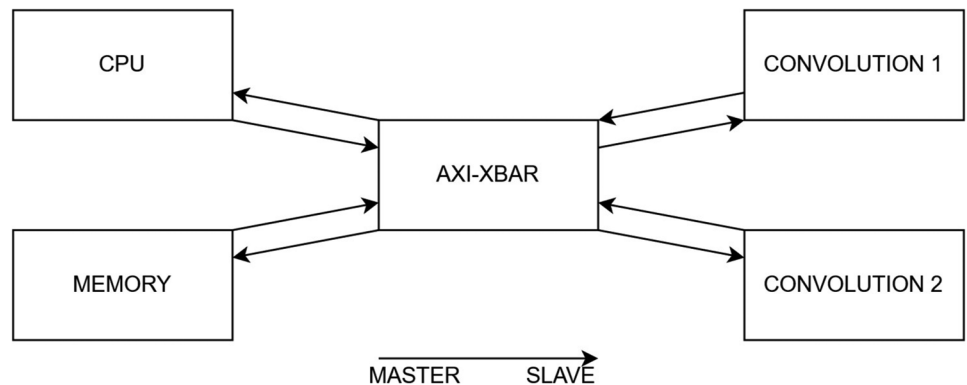 CPU
CONVOLUTION 1
AXI-XBAR
MEMORY
CONVOLUTION 2
MASTER SLAVE